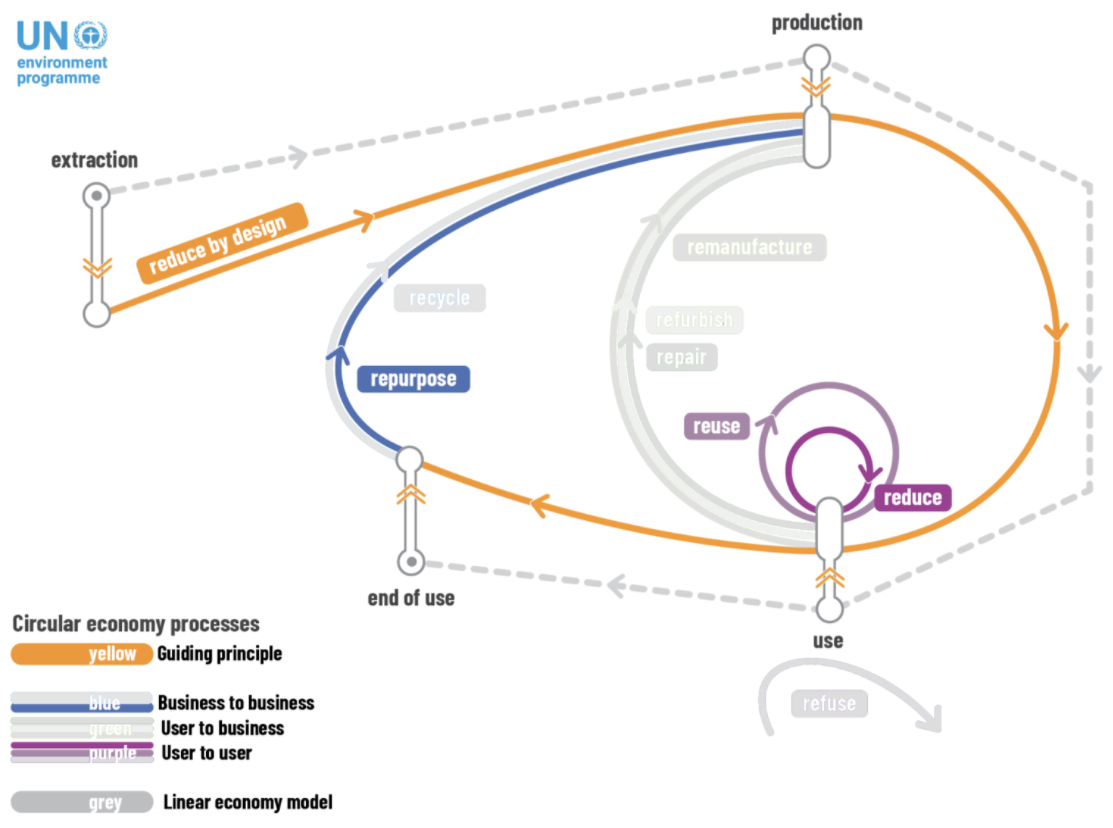 UN
environment
programme
production
extraction
reduce by design
remanufacture
recycle
refurbish
repair
repurpose
reuse
reduce
end of use
use
refuse
Circular economy processes
yellow Guiding principle
blue Business to business
green User to business
purple User to user
grey Linear economy model